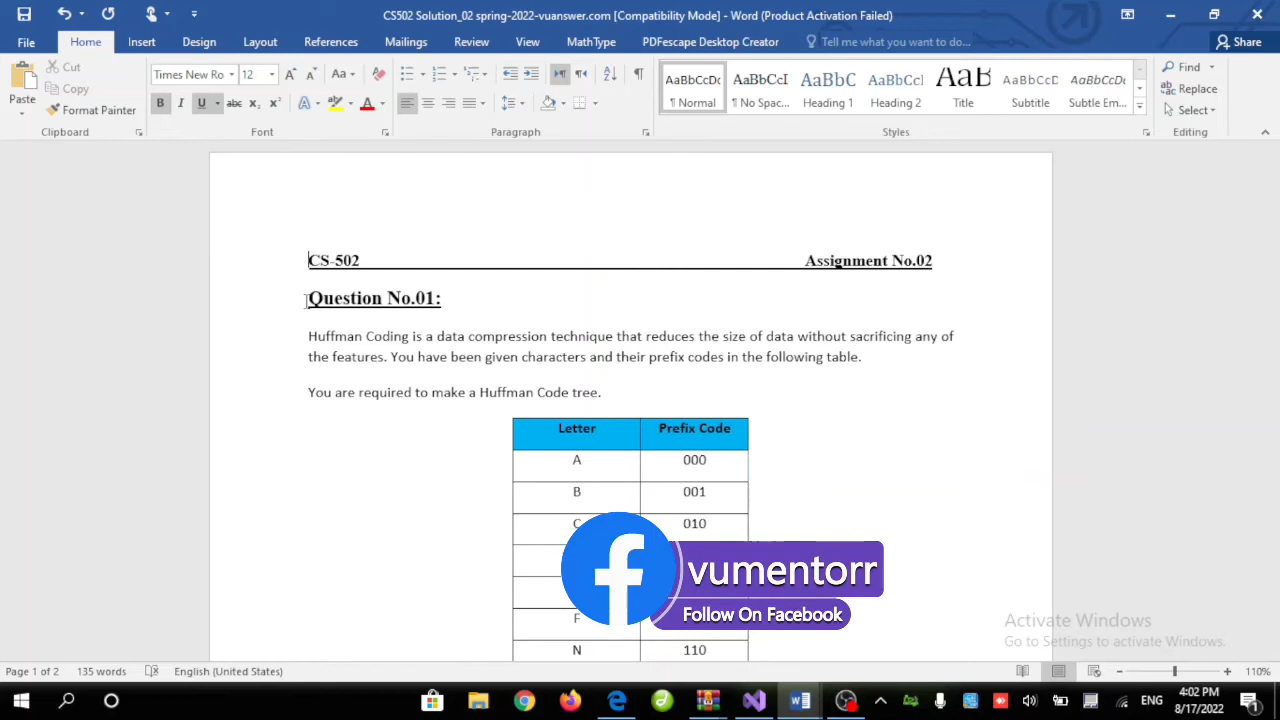 CS502 Solution_02 spring-2022-vuanswer.com [Compatibility Mode] - Word (Product Activation Failed)
File Home Insert Design Layout References Mailings Review View MathType PDFescape Desktop Creator Tell me what you want to do... Share
Paste
Cut
Copy
Format Painter
Clipboard
Times New Ro 12
Font
Paragraph
AaBbCcDc AaBbCcI AaBbC AaBbCc AaB AaBbCcD AaBbCcDc
¶ Normal ¶ No Spac... Heading 1 Heading 2 Title Subtitle Subtle Em...
Styles
Find
Replace
Select
Editing
CS-502 Assignment No.02
Question No.01:
Huffman Coding is a data compression technique that reduces the size of data without sacrificing any of
the features. You have been given characters and their prefix codes in the following table.
You are required to make a Huffman Code tree.
Letter Prefix Code
A 000
B 001
C 010
F
N 110
vumentorr
Follow On Facebook
Activate Windows
Go to Settings to activate Windows.
Page 1 of 2 135 words English (United States) 110%
ENG 4:02 PM
8/17/2022